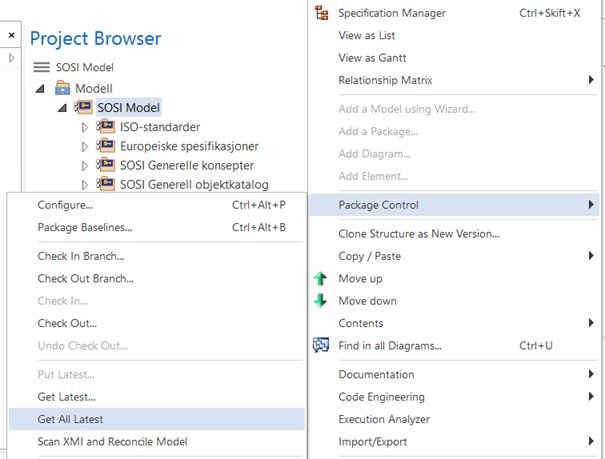 Project Browser
SOSI Model
Modell
SOSI Model
ISO-standarder
Europeiske spesifikasjoner
SOSI Generelle konsepter
SOSI Generell objektkatalog
Configure... Ctrl+Alt+P
Package Baselines... Ctrl+Alt+B
Check In Branch...
Check Out Branch...
Check In...
Check Out...
Undo Check Out...
Put Latest...
Get Latest...
Get All Latest
Scan XMI and Reconcile Model
Specification Manager Ctrl+Skift+X
View as List
View as Gantt
Relationship Matrix
Add a Model using Wizard...
Add a Package...
Add Diagram...
Add Element...
Package Control
Clone Structure as New Version...
Copy / Paste
Move up
Move down
Contents
Find in all Diagrams... Ctrl+U
Documentation
Code Engineering
Execution Analyzer
Import/Export